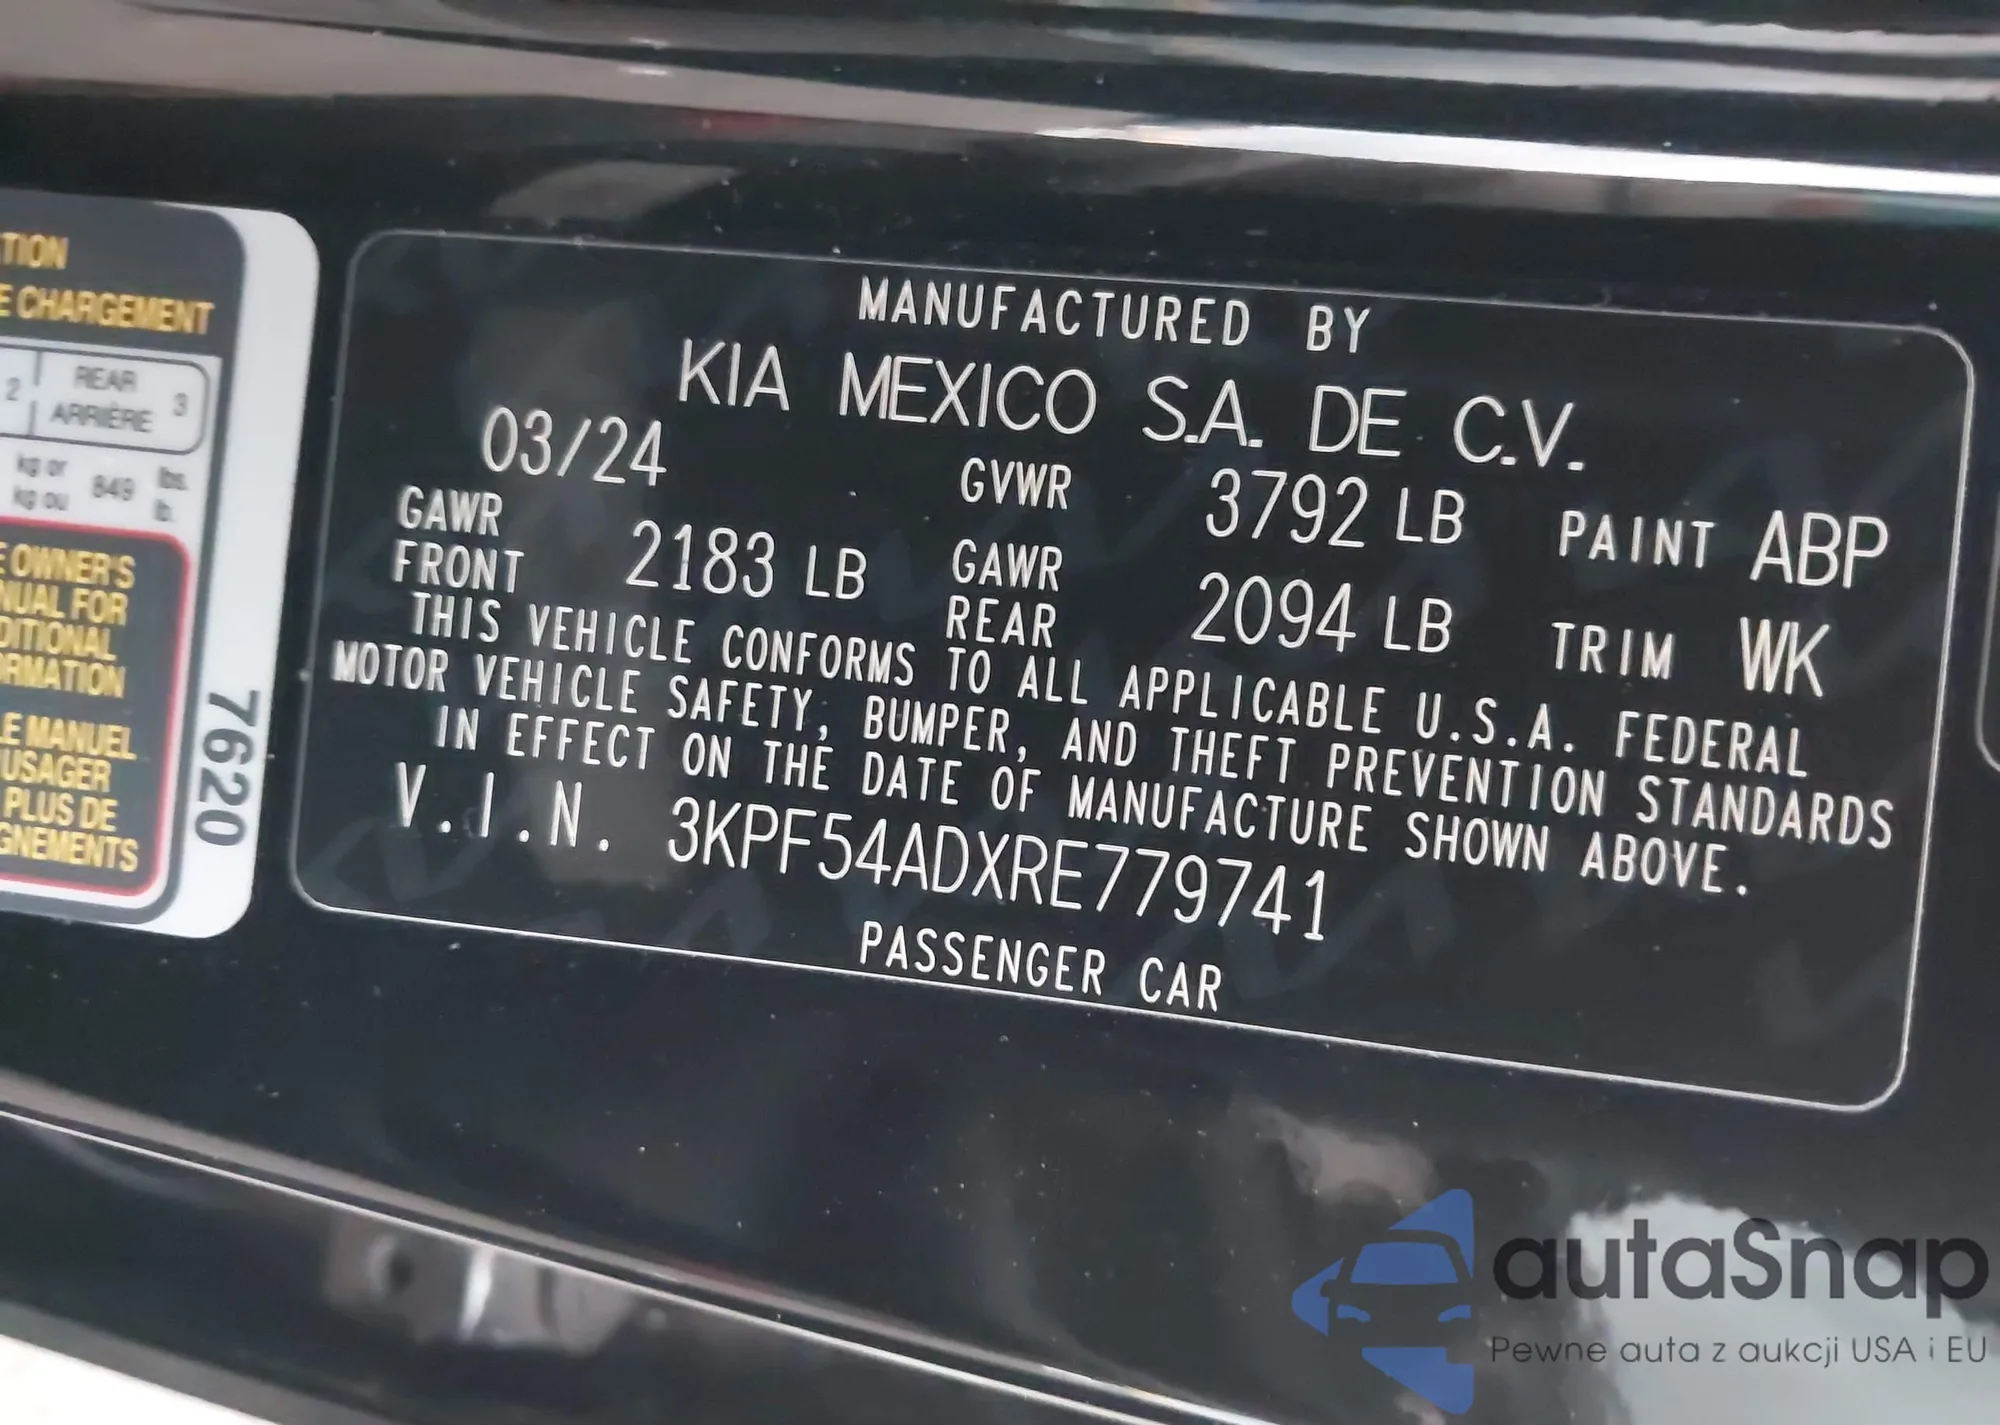 TION
E CHARGEMENT
2 REAR 3
ARRIÈRE
kg or 849 lbs.
kg ou lb.
E OWNER'S
NUAL FOR
DITIONAL
ORMATION
LE MANUEL
USAGER
PLUS DE
GNEMENTS
7620
MANUFACTURED BY
KIA MEXICO S.A. DE C.V.
03/24 GVWR 3792 LB PAINT ABP
GAWR FRONT 2183 LB GAWR REAR 2094 LB TRIM WK
THIS VEHICLE CONFORMS TO ALL APPLICABLE U.S.A. FEDERAL
MOTOR VEHICLE SAFETY, BUMPER, AND THEFT PREVENTION STANDARDS
IN EFFECT ON THE DATE OF MANUFACTURE SHOWN ABOVE.
V.I.N. 3KPF54ADXRE779741
PASSENGER CAR
autaSnap
Pewne auta z aukcji USA i EU